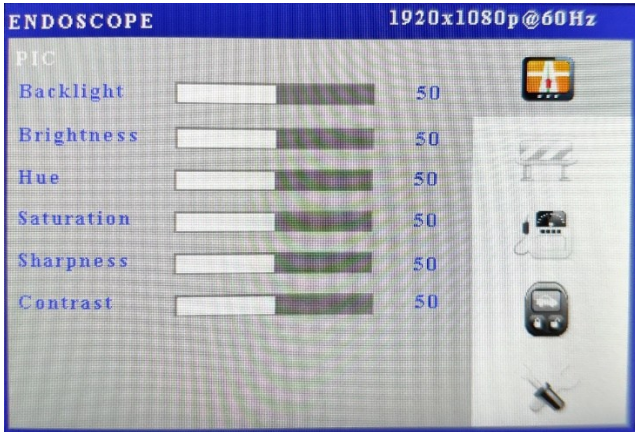 ENDOSCOPE 1920x1080p@60Hz
PIC
Backlight 50
Brightness 50
Hue 50
Saturation 50
Sharpness 50
Contrast 50